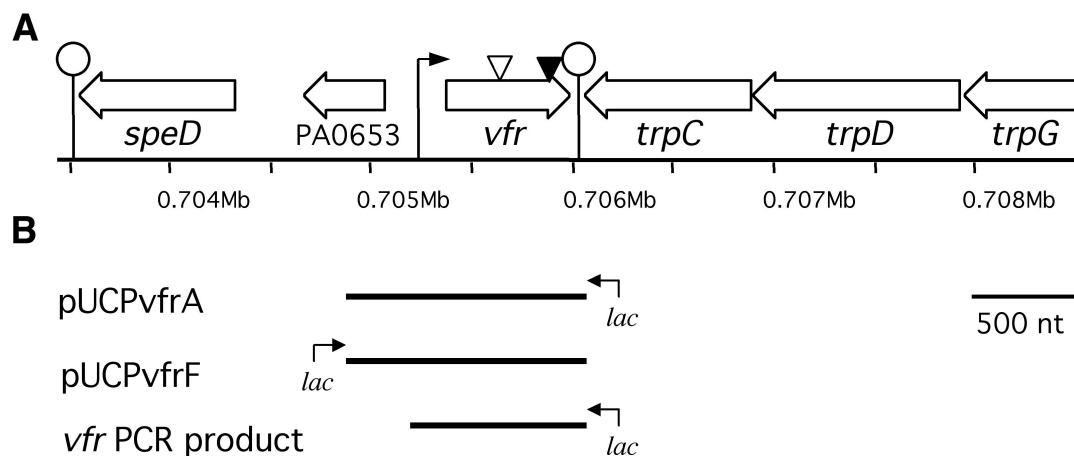 A
speD PA0653 vfr trpC trpD trpG
0.704Mb 0.705Mb 0.706Mb 0.707Mb 0.708Mb
B
pUCPvfrA
lac
500 nt
pUCPvfrF
lac
vfr PCR product
lac